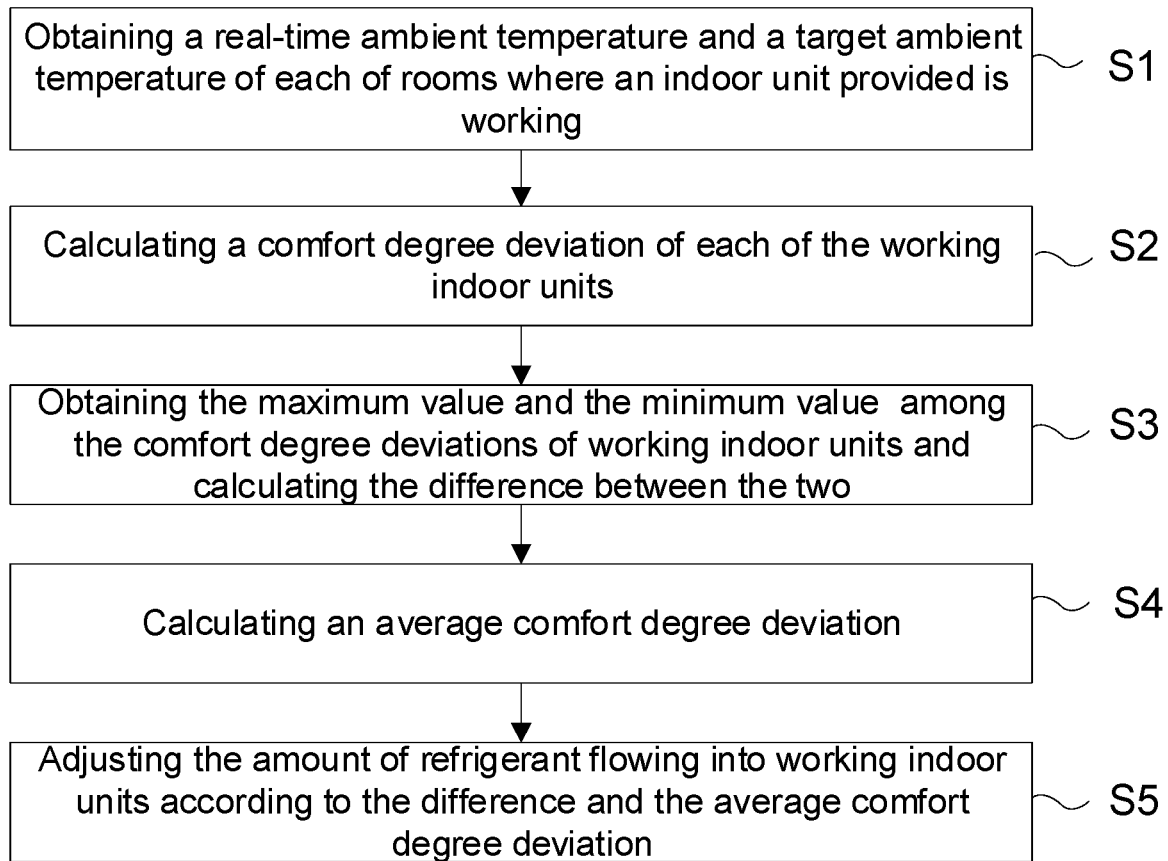 Obtaining a real-time ambient temperature and a target ambient
temperature of each of rooms where an indoor unit provided is
working
S1
Calculating a comfort degree deviation of each of the working
indoor units
S2
Obtaining the maximum value and the minimum value among
the comfort degree deviations of working indoor units and
calculating the difference between the two
S3
Calculating an average comfort degree deviation
S4
Adjusting the amount of refrigerant flowing into working indoor
units according to the difference and the average comfort
degree deviation
S5